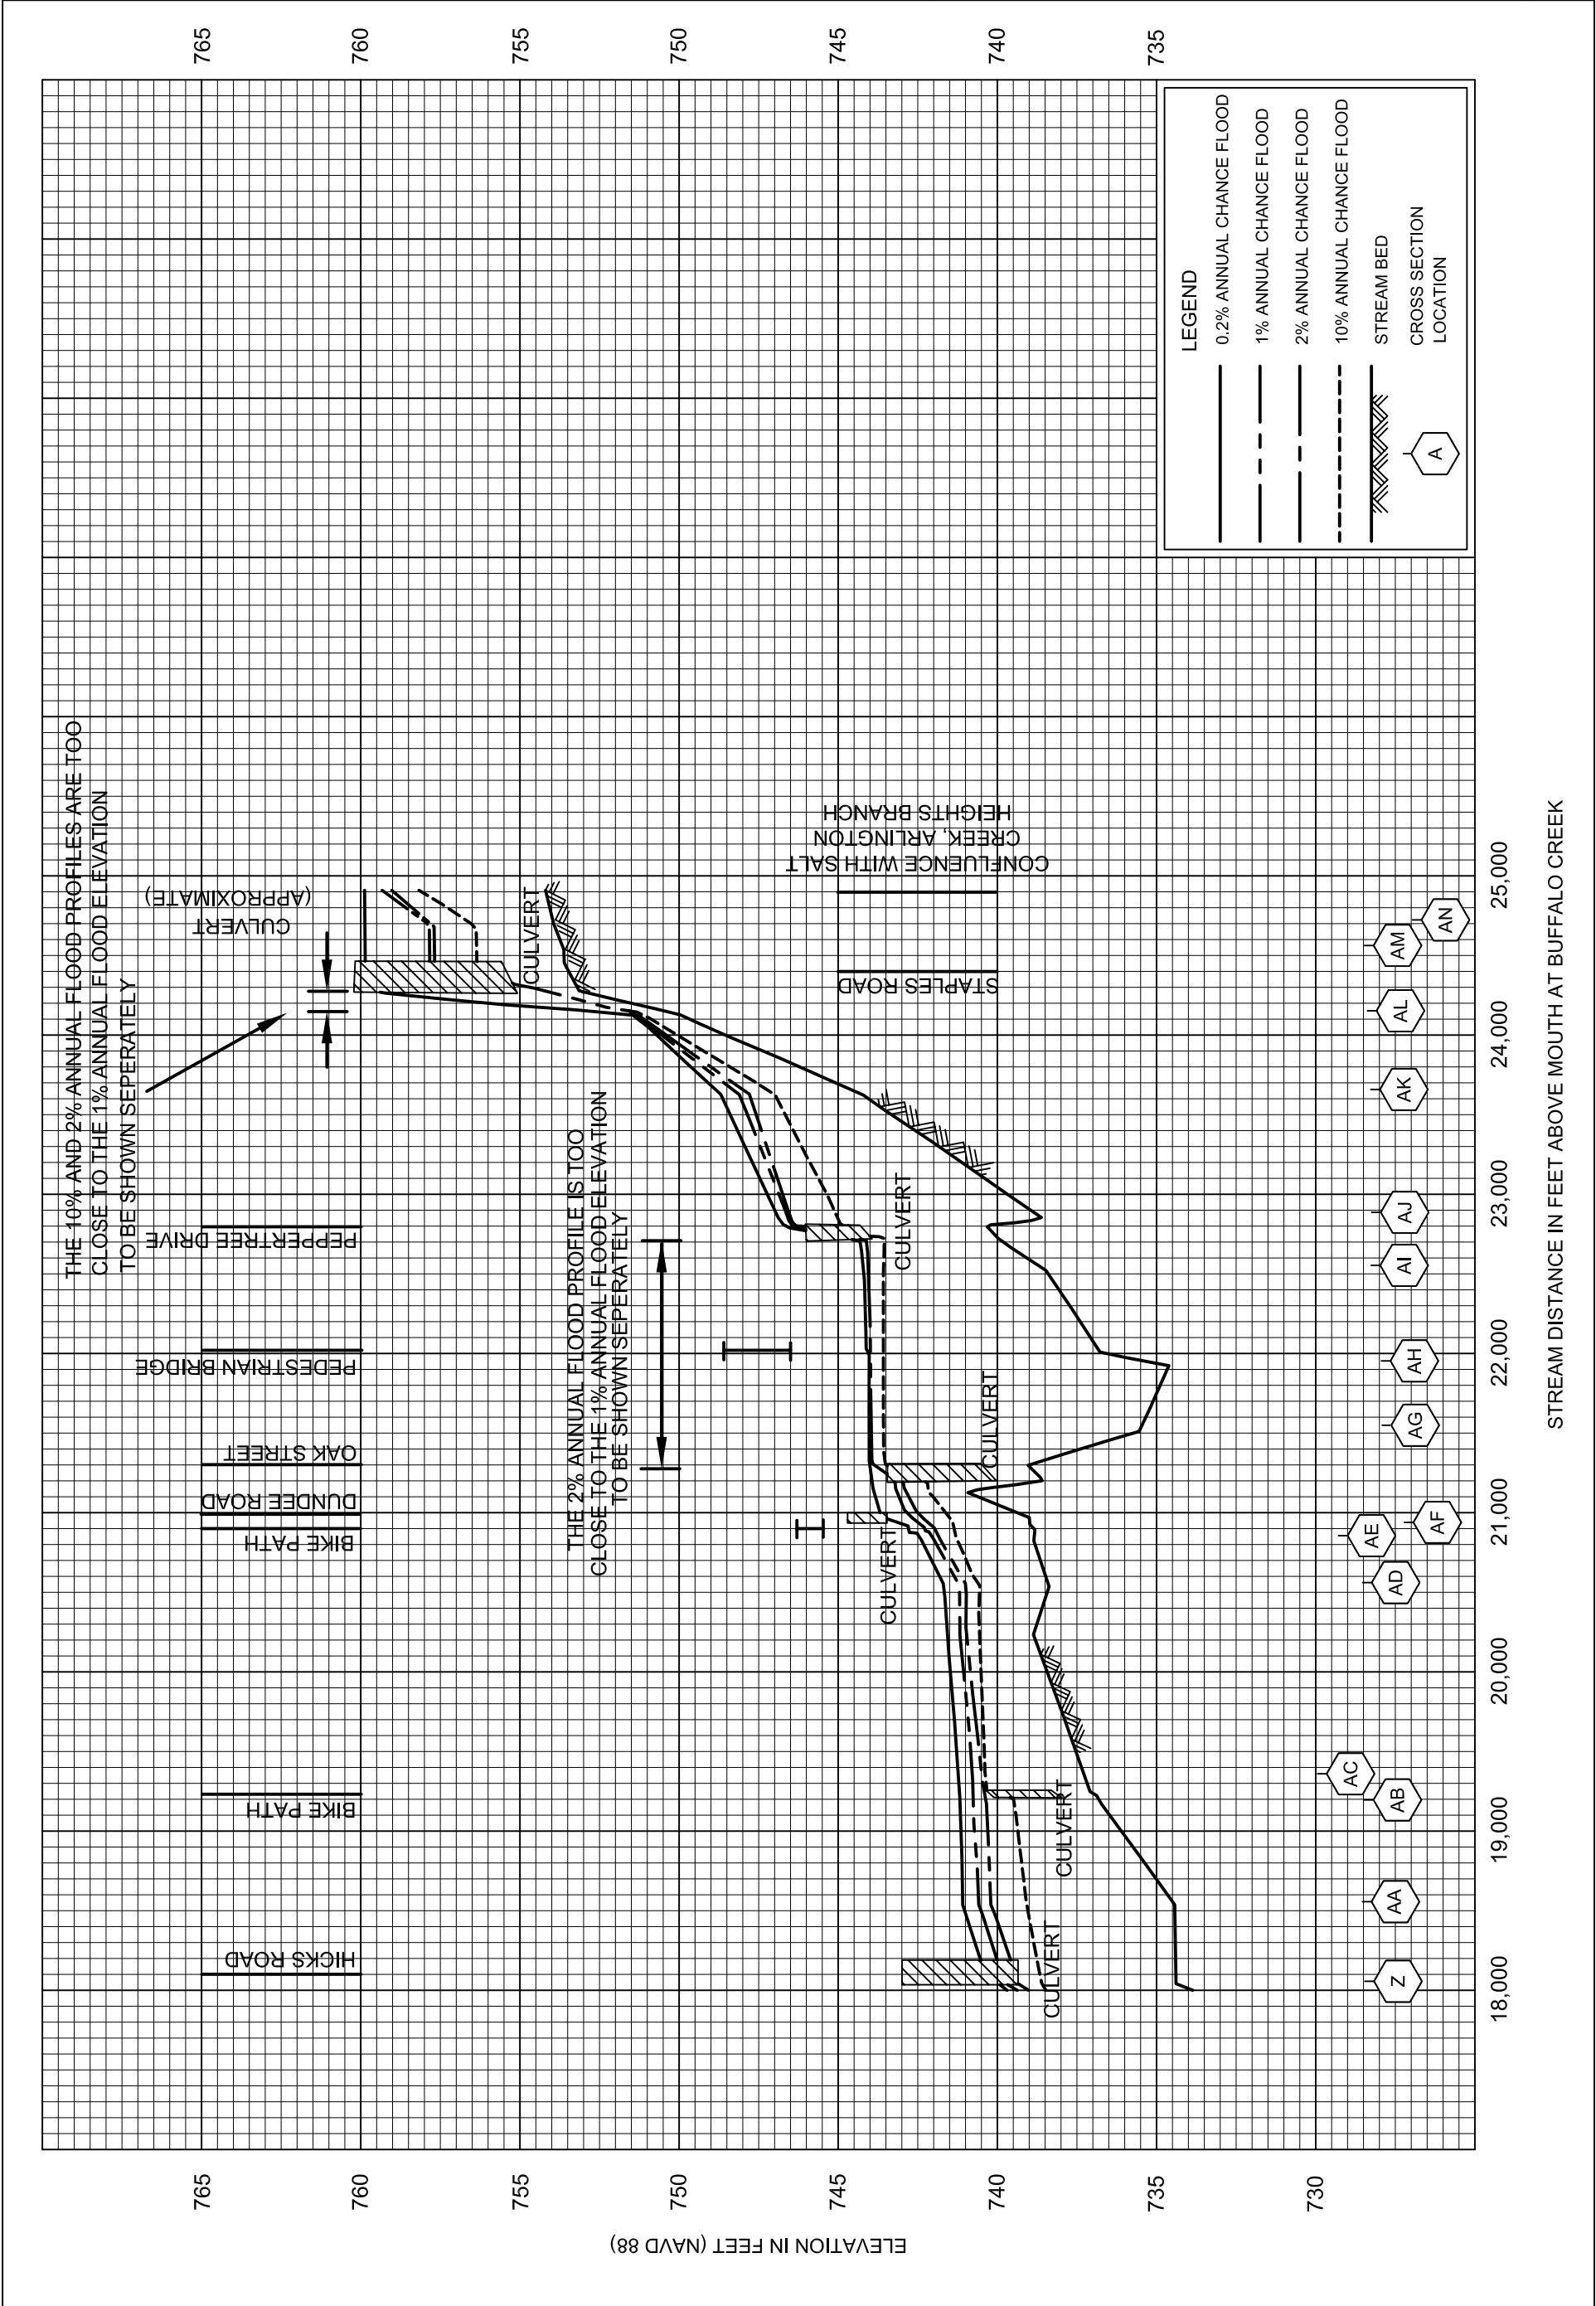 THE 10% AND 2% ANNUAL FLOOD PROFILES ARE TOO
CLOSE TO THE 1% ANNUAL FLOOD ELEVATION
TO BE SHOWN SEPERATELY
CULVERT
(APPROXIMATE)
THE 2% ANNUAL FLOOD PROFILE IS TOO
CLOSE TO THE 1% ANNUAL FLOOD ELEVATION
TO BE SHOWN SEPERATELY
HICKS ROAD
BIKE PATH
BIKE PATH
DUNDEE ROAD
OAK STREET
PEDESTRIAN BRIDGE
PEPPERTREE DRIVE
STAPLES ROAD
CONFLUENCE WITH SALT
CREEK, ARLINGTON
HEIGHTS BRANCH
CULVERT
CULVERT
CULVERT
CULVERT
CULVERT
CULVERT
765
760
755
750
745
740
735
730
ELEVATION IN FEET (NAVD 88)
765
760
755
750
745
740
735
LEGEND
0.2% ANNUAL CHANCE FLOOD
1% ANNUAL CHANCE FLOOD
2% ANNUAL CHANCE FLOOD
10% ANNUAL CHANCE FLOOD
STREAM BED
A
CROSS SECTION
LOCATION
Z
AA
AB
AC
AD
AE
AF
AG
AH
AI
AJ
AK
AL
AM
AN
18,000
19,000
20,000
21,000
22,000
23,000
24,000
25,000
STREAM DISTANCE IN FEET ABOVE MOUTH AT BUFFALO CREEK